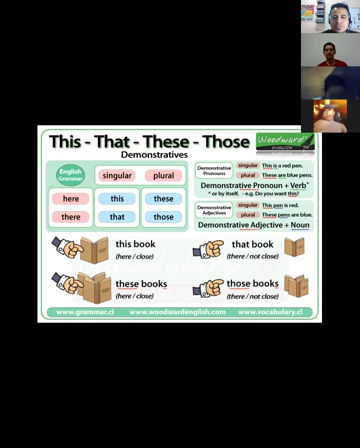 This - That - These - Those
Demonstratives
Woodward
ENGLISH
English
Grammar
singular
plural
here
this
these
there
that
those
Demonstrative
Pronouns
singular
This is a red pen.
plural
These are blue pens.
Demonstrative Pronoun + Verb*
* or by itself. - e.g. Do you want this?
Demonstrative
Adjectives
singular
This pen is red.
plural
These pens are blue.
Demonstrative Adjective + Noun
this book
(here / close)
that book
(there / not close)
these books
(here / close)
those books
(there / not close)
www.grammar.cl
www.woodwardenglish.com
www.vocabulary.cl